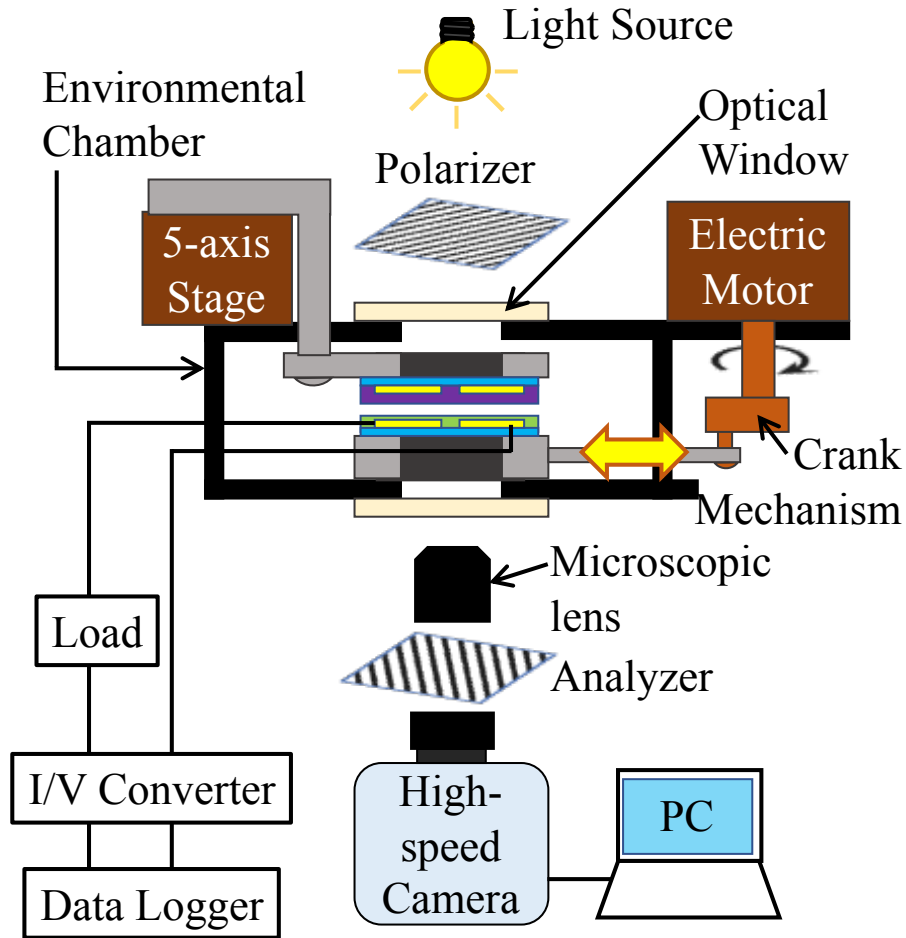 Light Source
Environmental
Chamber
Optical
Window
Polarizer
5-axis
Stage
Electric
Motor
Crank
Mechanism
Microscopic
lens
Load
Analyzer
I/V Converter
High-
speed
Camera
PC
Data Logger